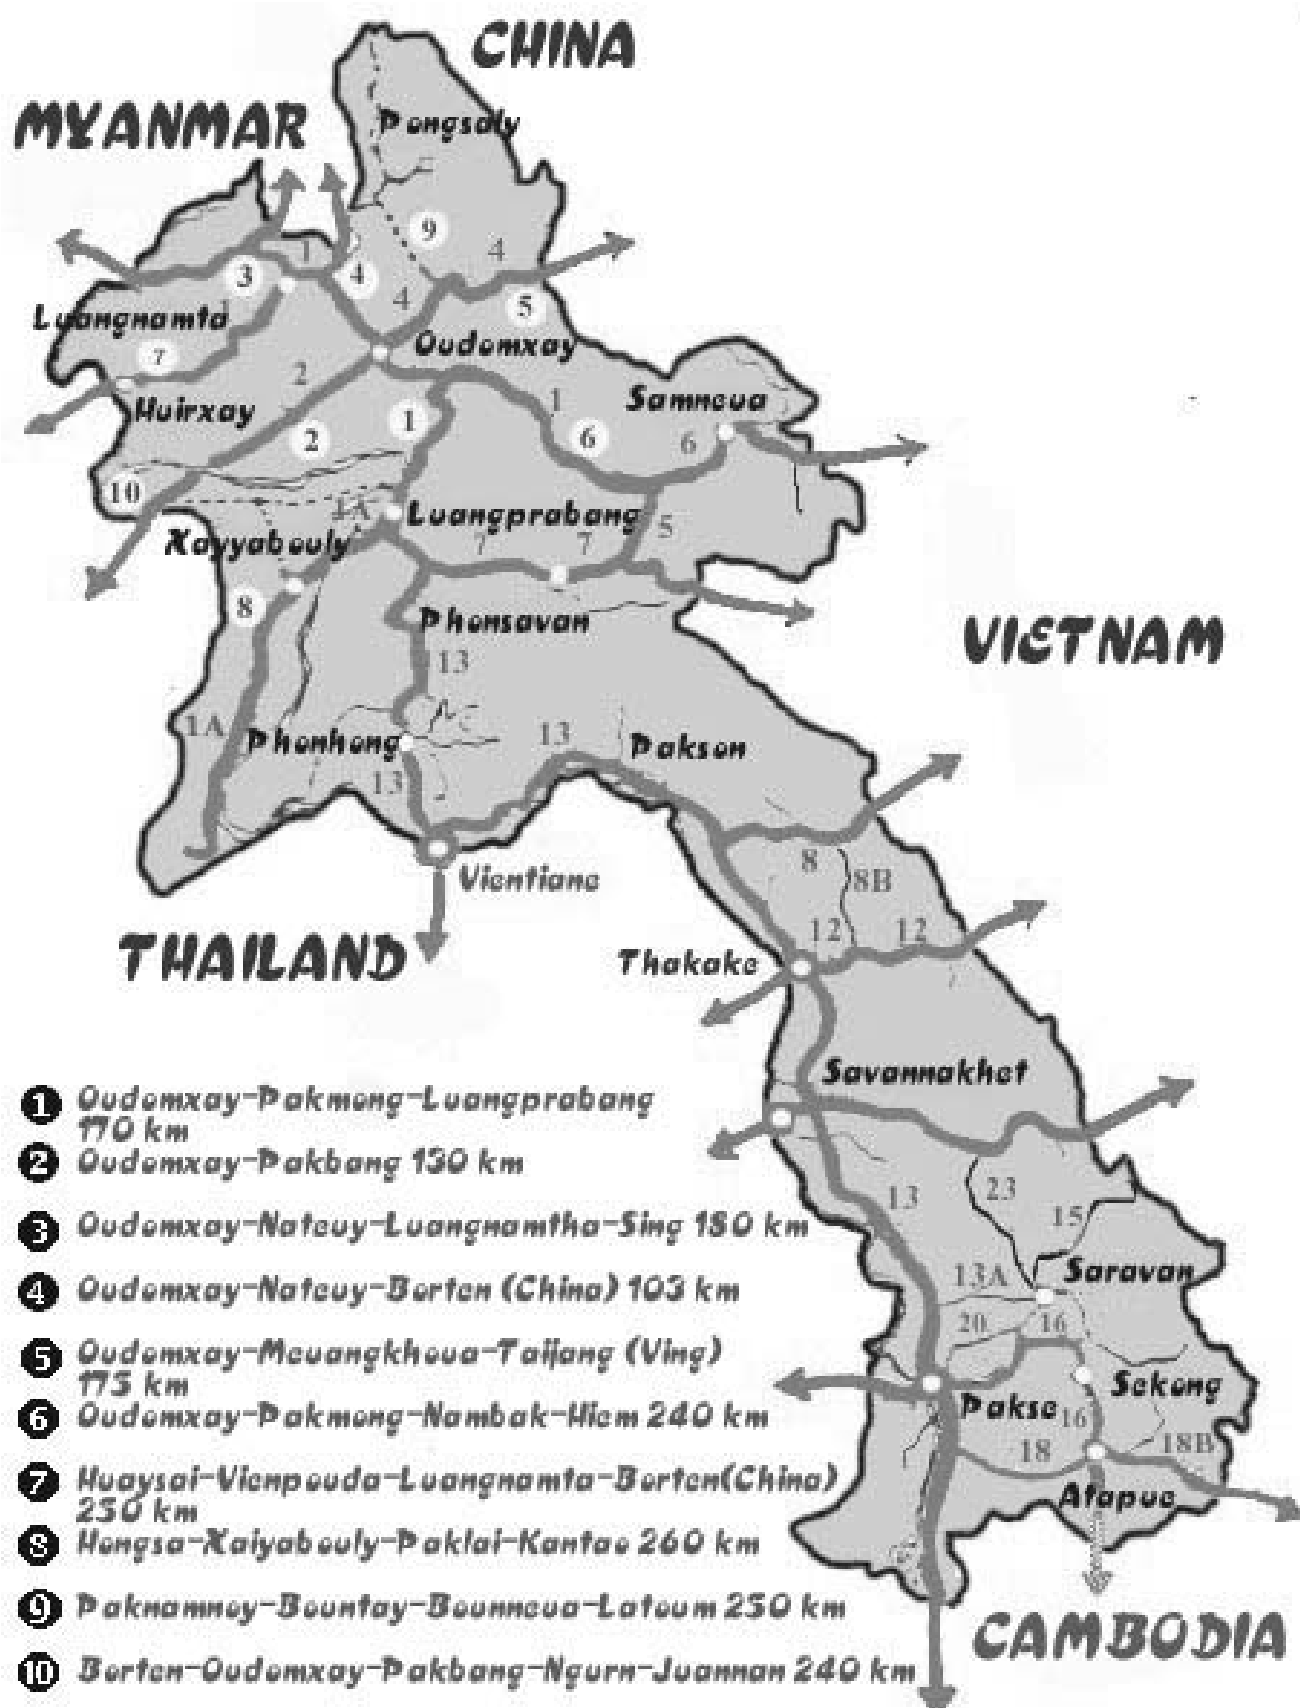 CHINA
MYANMAR
Pongsaly
9
4
1
3
4
4
5
Luangnamta
1
7
Oudomxay
2
Huirxay
1
Samneua
1
2
6
6
10
1A
Luangprabang
5
Xayyabouly
7
7
8
Phonsavan
VIETNAM
13
1A
Phonhong
13
Pakson
13
8
8B
Vientiane
12
12
THAILAND
Thakake
Savannakhet
13
23
15
13A
Saravan
20
16
Sekong
Pakse
16
18
18B
Atapue
CAMBODIA
1 Oudomxay-Pakmong-Luangprabang
170 km
2 Oudomxay-Pakbang 130 km
3 Oudomxay-Nateuy-Luangnamtha-Sing 180 km
4 Oudomxay-Nateuy-Borten (China) 103 km
5 Oudomxay-Meuangkhoua-Taijang (Ving)
175 km
6 Oudomxay-Pakmong-Nambak-Hiem 240 km
7 Huaysai-Vienpouda-Luangnamta-Borten(China)
230 km
8 Hongsa-Xaiyabouly-Paklai-Kantao 260 km
9 Paknamnoy-Bountay-Bounneua-Latoum 230 km
10 Borten-Oudomxay-Pakbang-Ngurn-Juannan 240 km